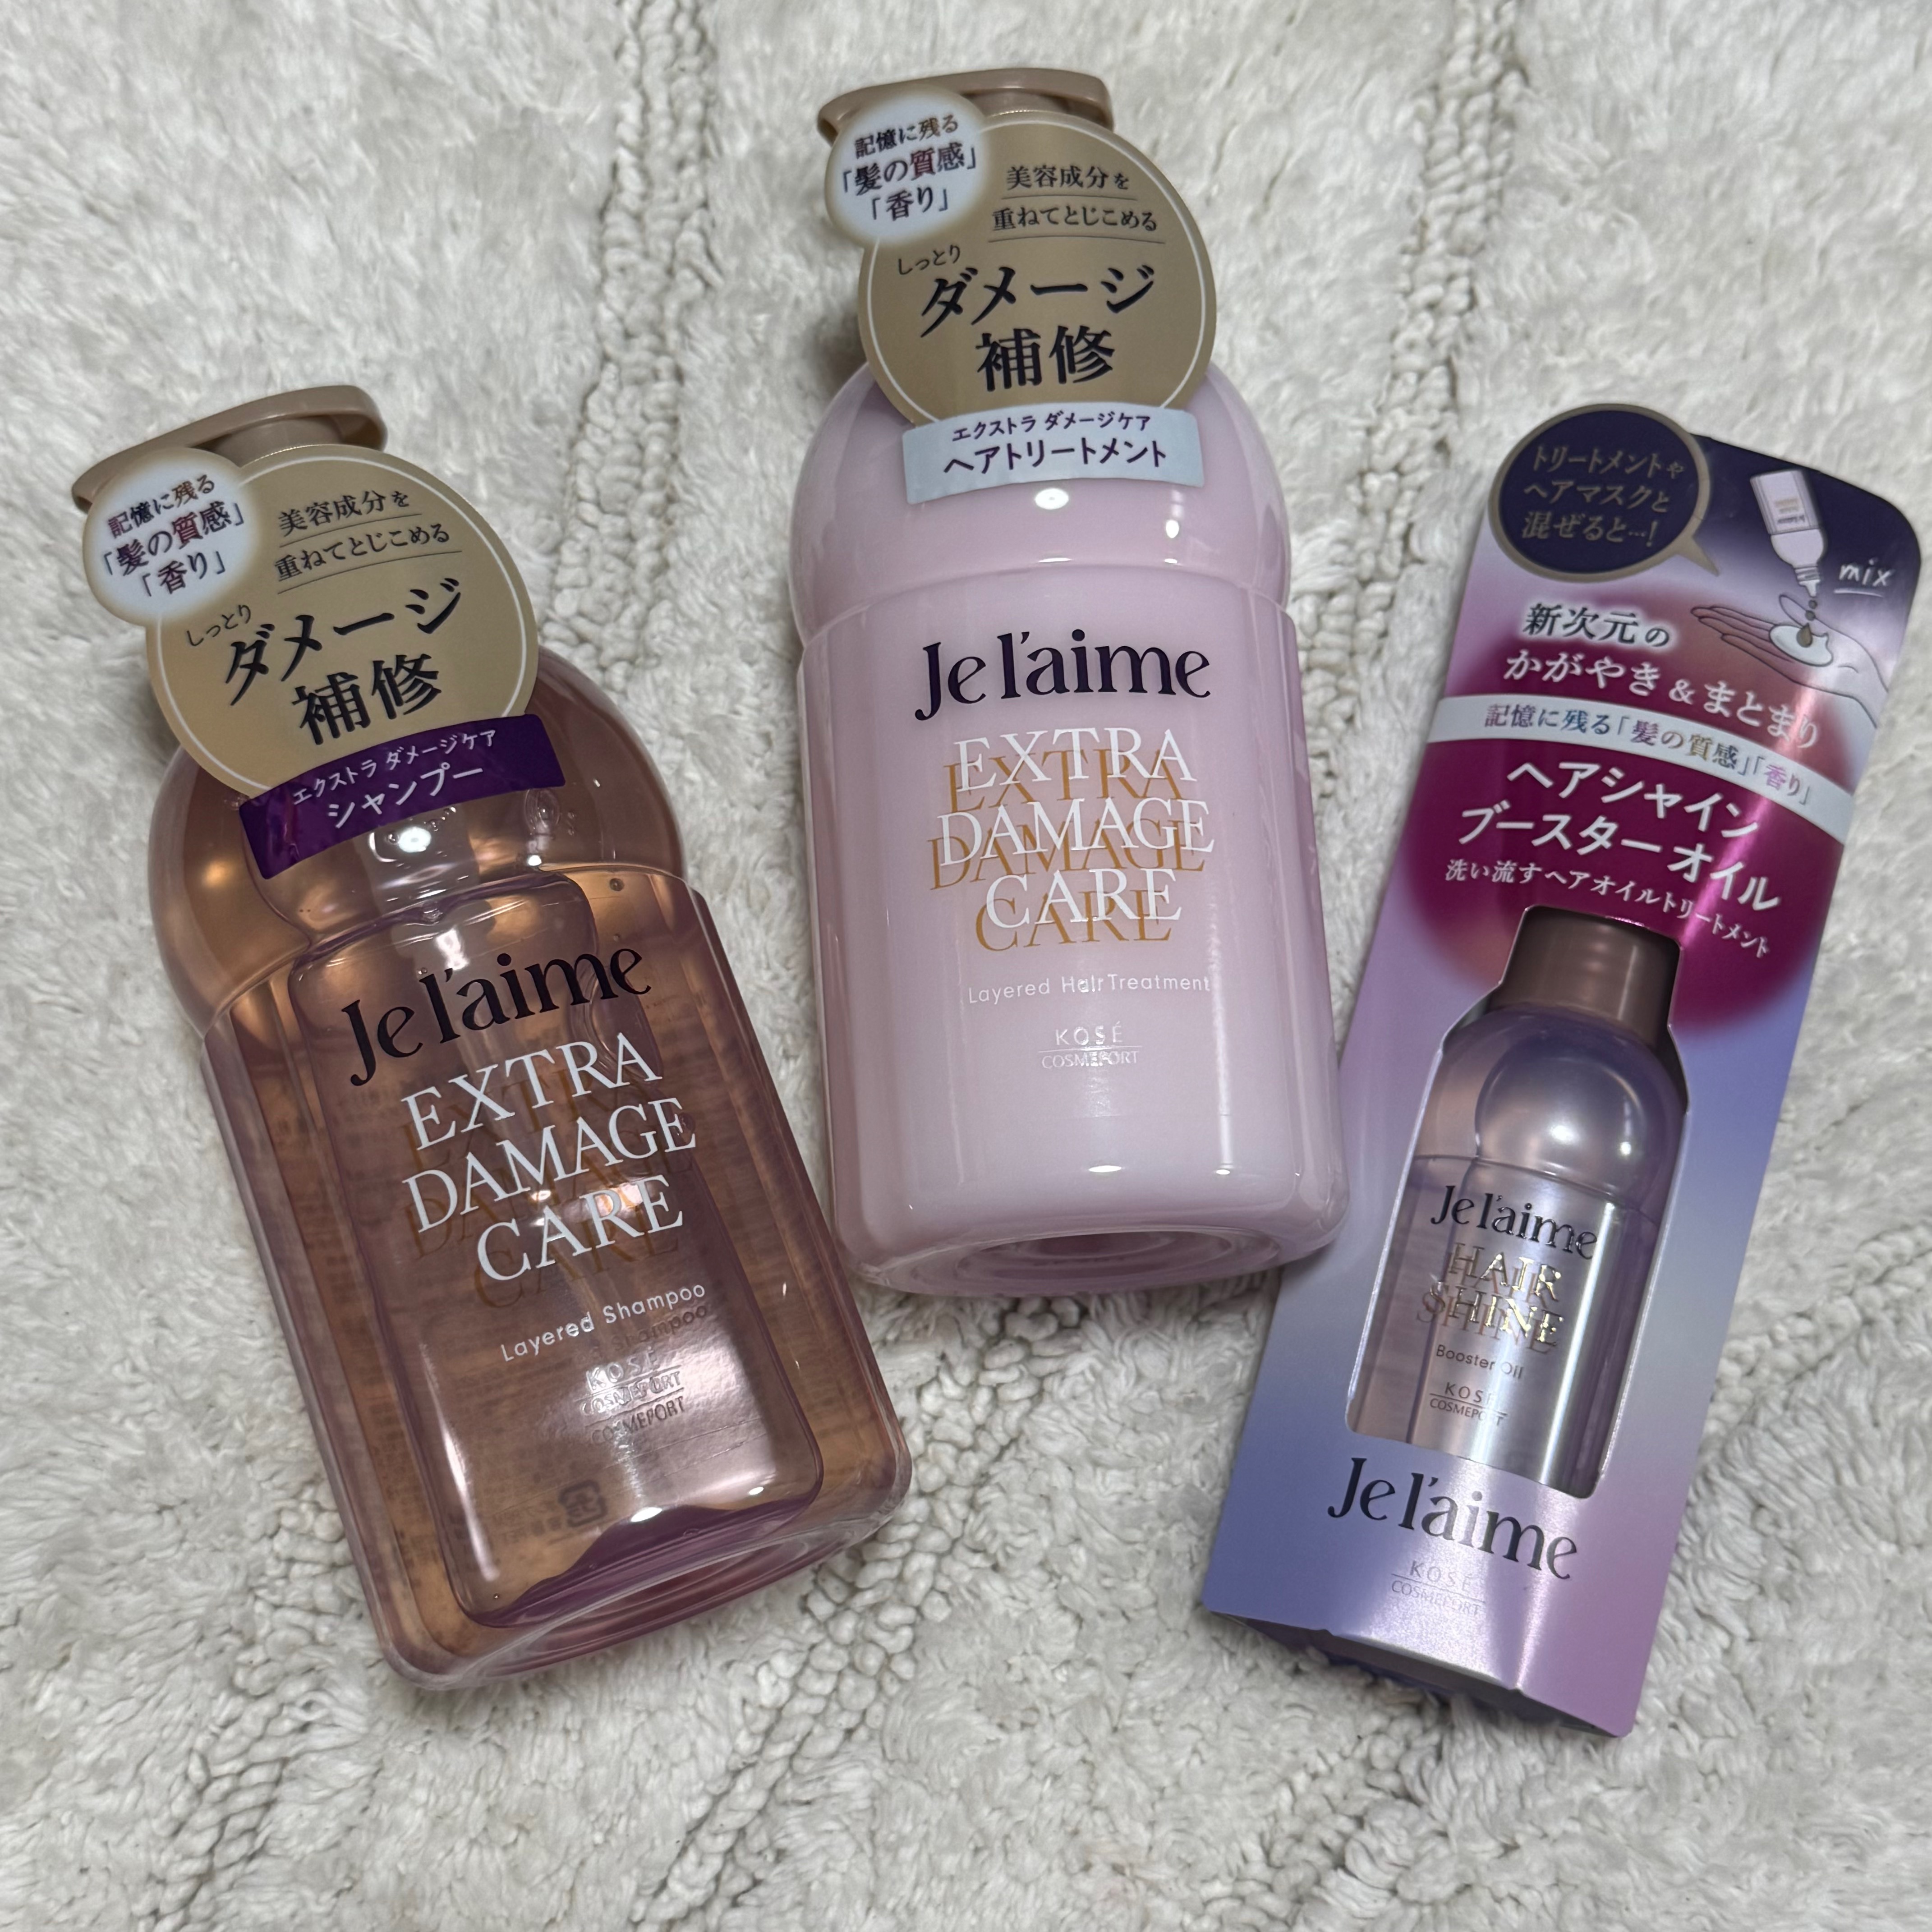 記憶に残る
「髪の質感」
「香り」
美容成分を
重ねてとじこめる
しっとり
ダメージ
補修
エクストラ ダメージケア
シャンプー
Je l'aime
EXTRA
DAMAGE
CARE
Layered Shampoo
KOSÉ
COSMEPORT
記憶に残る
「髪の質感」
「香り」
美容成分を
重ねてとじこめる
しっとり
ダメージ
補修
エクストラ ダメージケア
ヘアトリートメント
Je l'aime
EXTRA
DAMAGE
CARE
Layered Hair Treatment
KOSÉ
COSMEPORT
トリートメントや
ヘアマスクと
混ぜると…!
mix
新次元の
かがやき&まとまり
記憶に残る「髪の質感」「香り」
ヘアシャイン
ブースターオイル
洗い流すヘアオイルトリートメント
Je l'aime
HAIR
SHINE
Booster Oil
KOSÉ
COSMEPORT
Je l'aime
KOSÉ
COSMEPORT